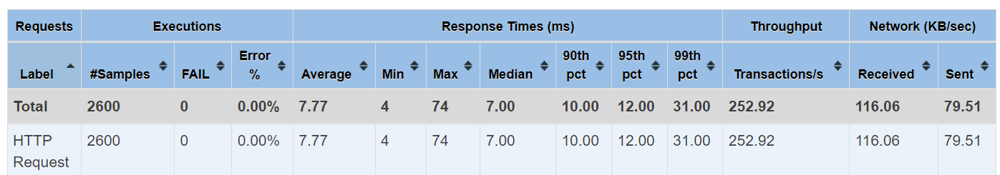 Requests Executions Response Times (ms) Throughput Network (KB/sec)
Label #Samples FAIL Error % Average Min Max Median 90th pct 95th pct 99th pct Transactions/s Received Sent
Total 2600 0 0.00% 7.77 4 74 7.00 10.00 12.00 31.00 252.92 116.06 79.51
HTTP Request 2600 0 0.00% 7.77 4 74 7.00 10.00 12.00 31.00 252.92 116.06 79.51